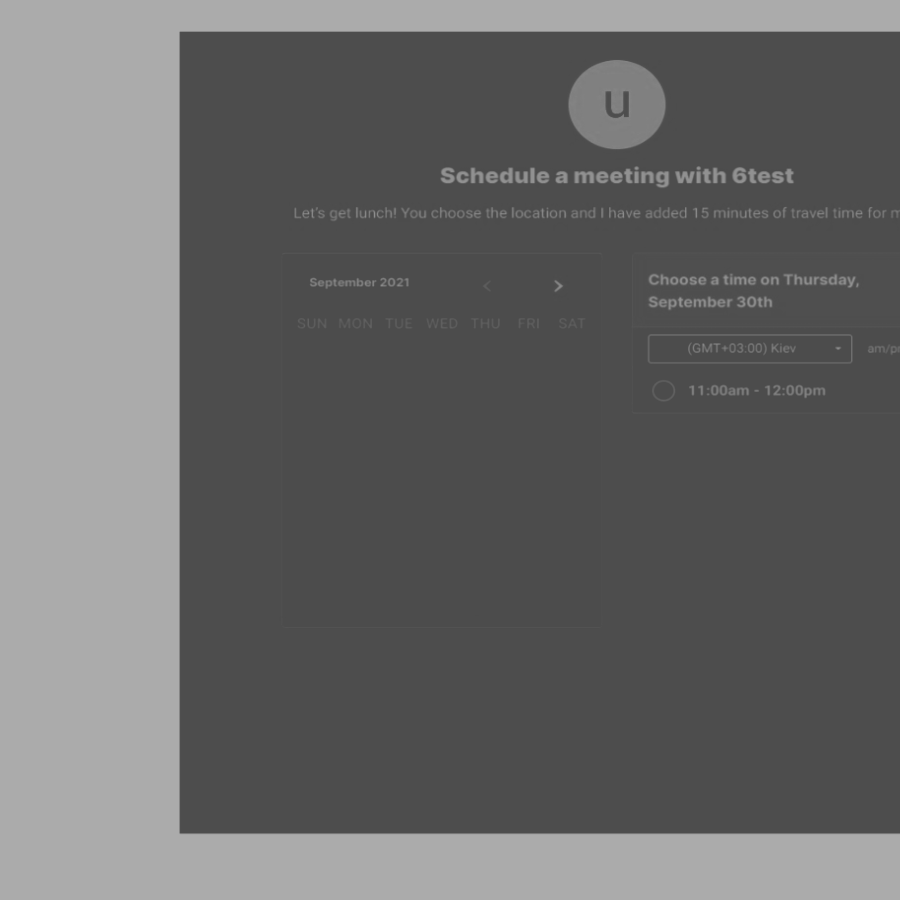 u
Schedule a meeting with 6test
Let's get lunch! You choose the location and I have added 15 minutes of travel time for
September 2021 < >
SUN MON TUE WED THU FRI SAT
Choose a time on Thursday,
September 30th
(GMT+03:00) Kiev
am/p
11:00am - 12:00pm